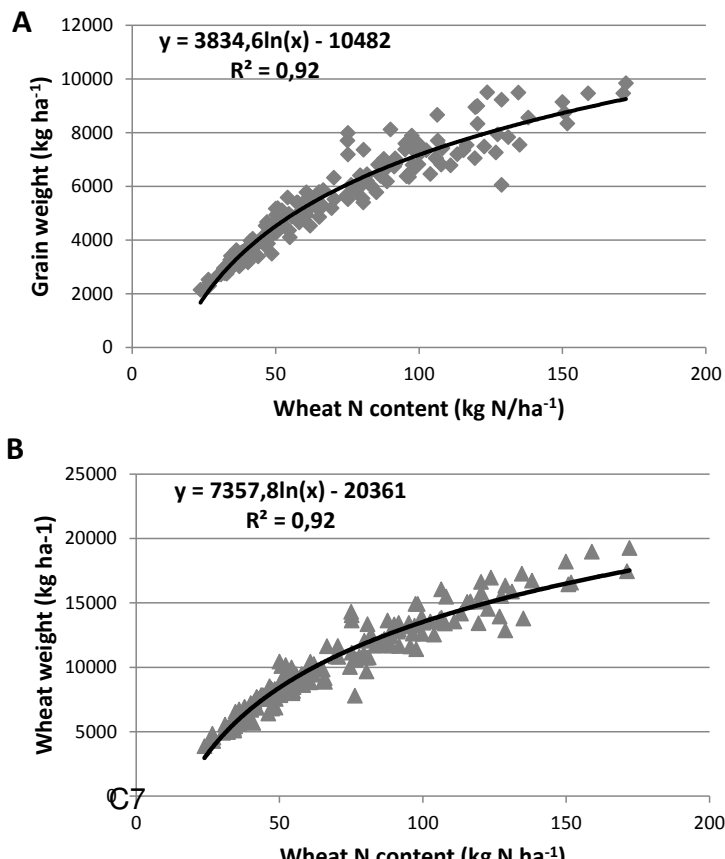 A
y = 3834,6ln(x) - 10482
R² = 0,92
Grain weight (kg ha⁻¹)
12000
10000
8000
6000
4000
2000
0
0 50 100 150 200
Wheat N content (kg N/ha⁻¹)
B
y = 7357,8ln(x) - 20361
R² = 0,92
Wheat weight (kg ha-1)
25000
20000
15000
10000
5000
0
C7
0 50 100 150 200
Wheat N content (kg N ha⁻¹)